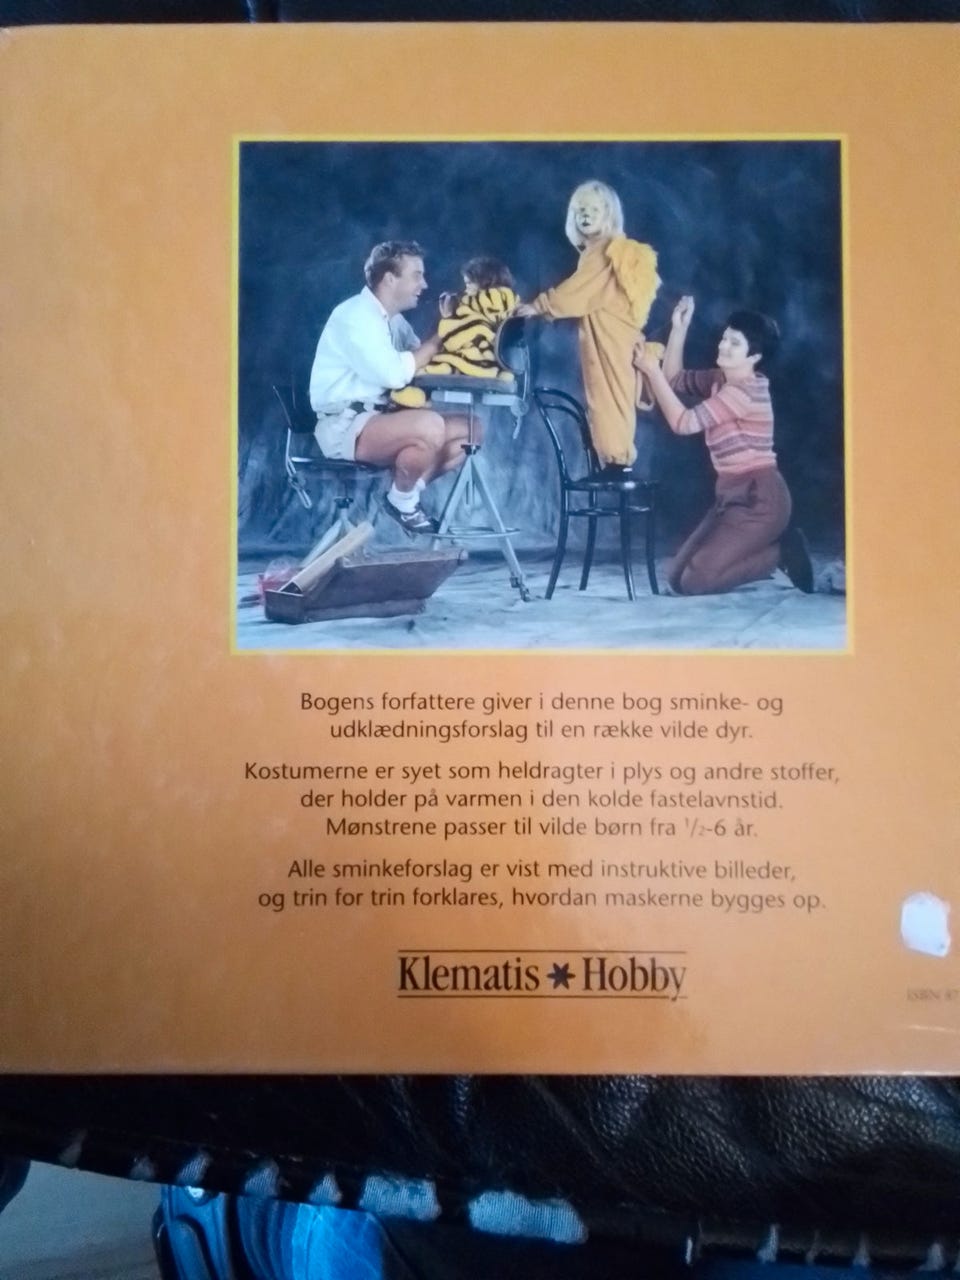 Bogens forfattere giver i denne bog sminke- og
udklædningsforslag til en række vilde dyr.
Kostumerne er syet som heldragter i plys og andre stoffer,
der holder på varmen i den kolde fastelavnstid.
Mønstrene passer til vilde børn fra ½-6 år.
Alle sminkeforslag er vist med instruktive billeder,
og trin for trin forklares, hvordan maskerne bygges op.
Klematis * Hobby
ISBN 87